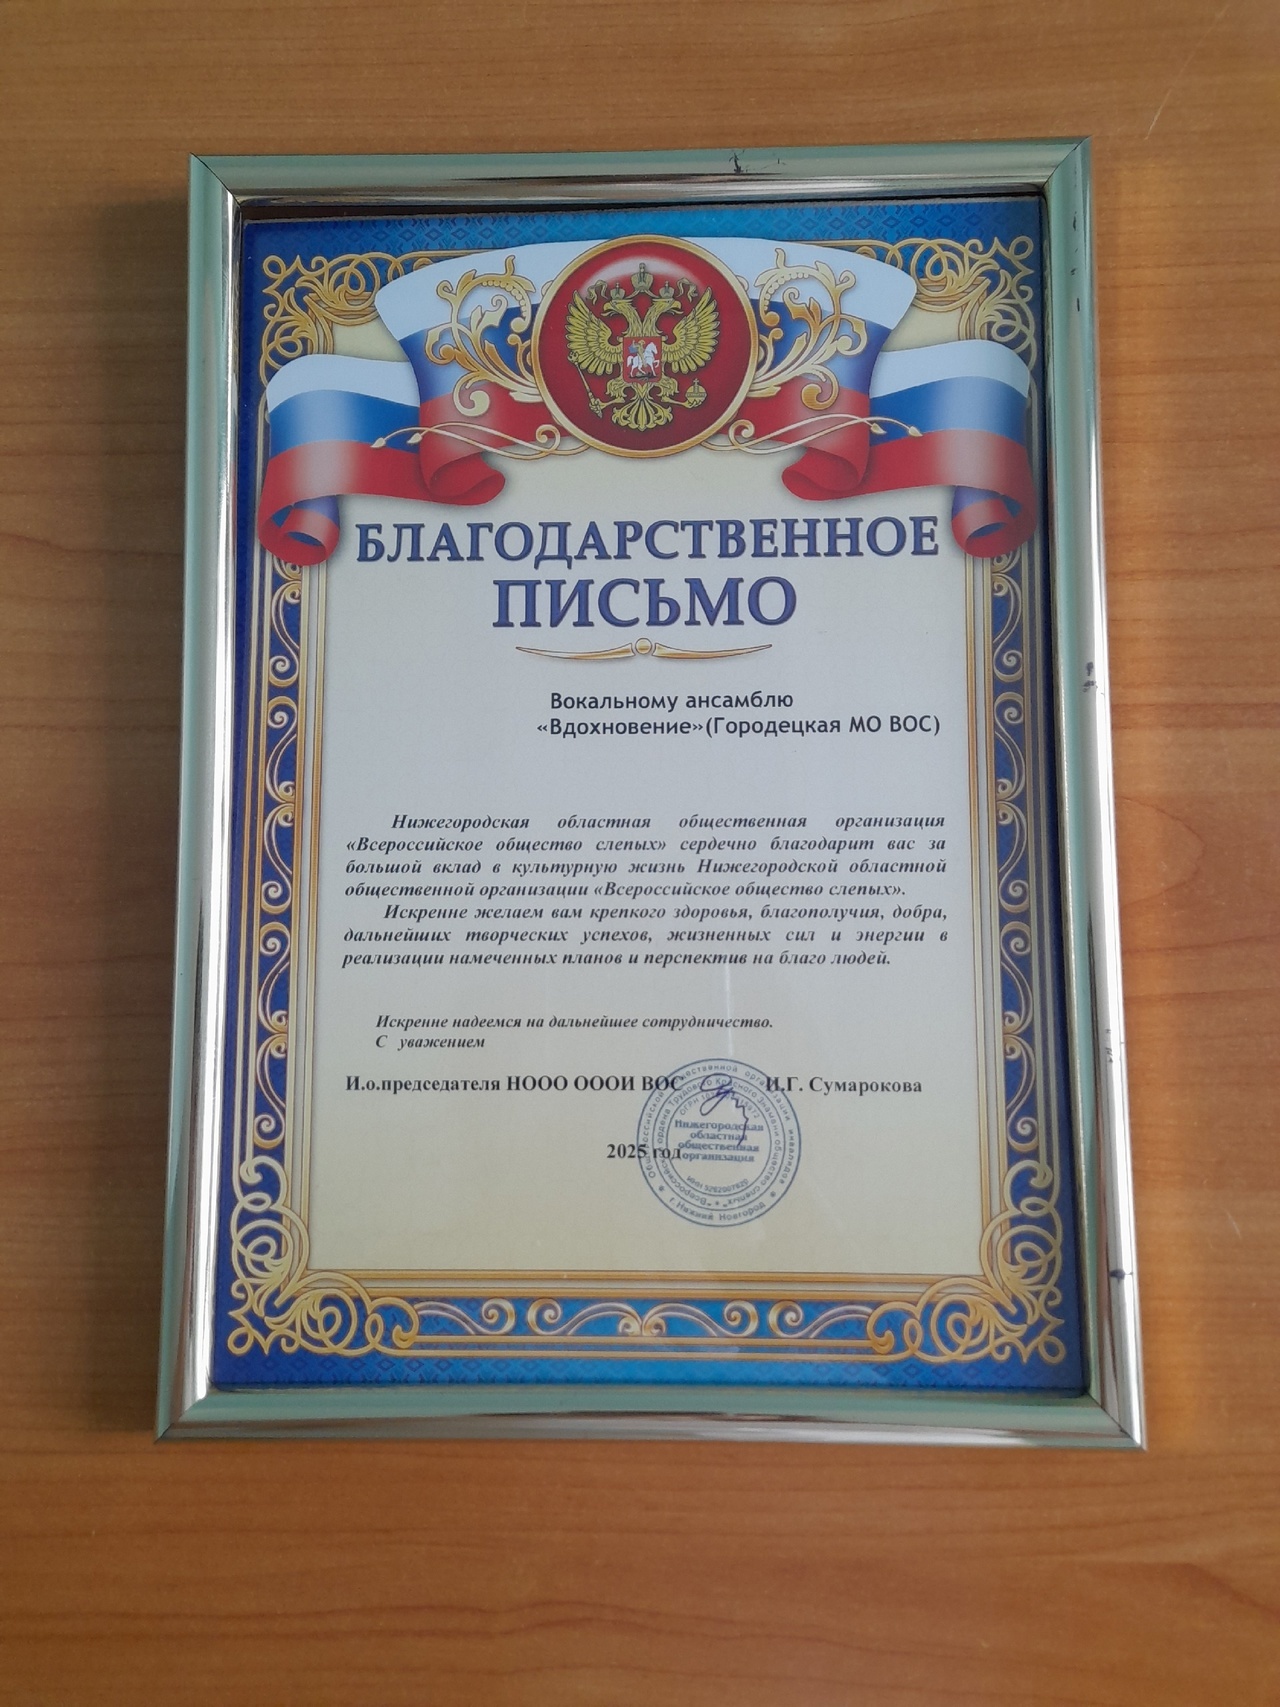 БЛАГОДАРСТВЕННОЕ
ПИСЬМО
Вокальному ансамблю
«Вдохновение»(Городецкая МО ВОС)
Нижегородская областная общественная организация
«Всероссийское общество слепых» сердечно благодарит вас за
большой вклад в культурную жизнь Нижегородской областной
общественной организации «Всероссийское общество слепых».
Искренне желаем вам крепкого здоровья, благополучия, добра,
дальнейших творческих успехов, жизненных сил и энергии в
реализации намеченных планов и перспектив на благо людей.
Искренне надеемся на дальнейшее сотрудничество.
С уважением
И.о.председателя НООО ОООИ ВОС И.Г. Сумарокова
2025 год
Нижегородская
областная
общественная
организация
г. Нижний Новгород